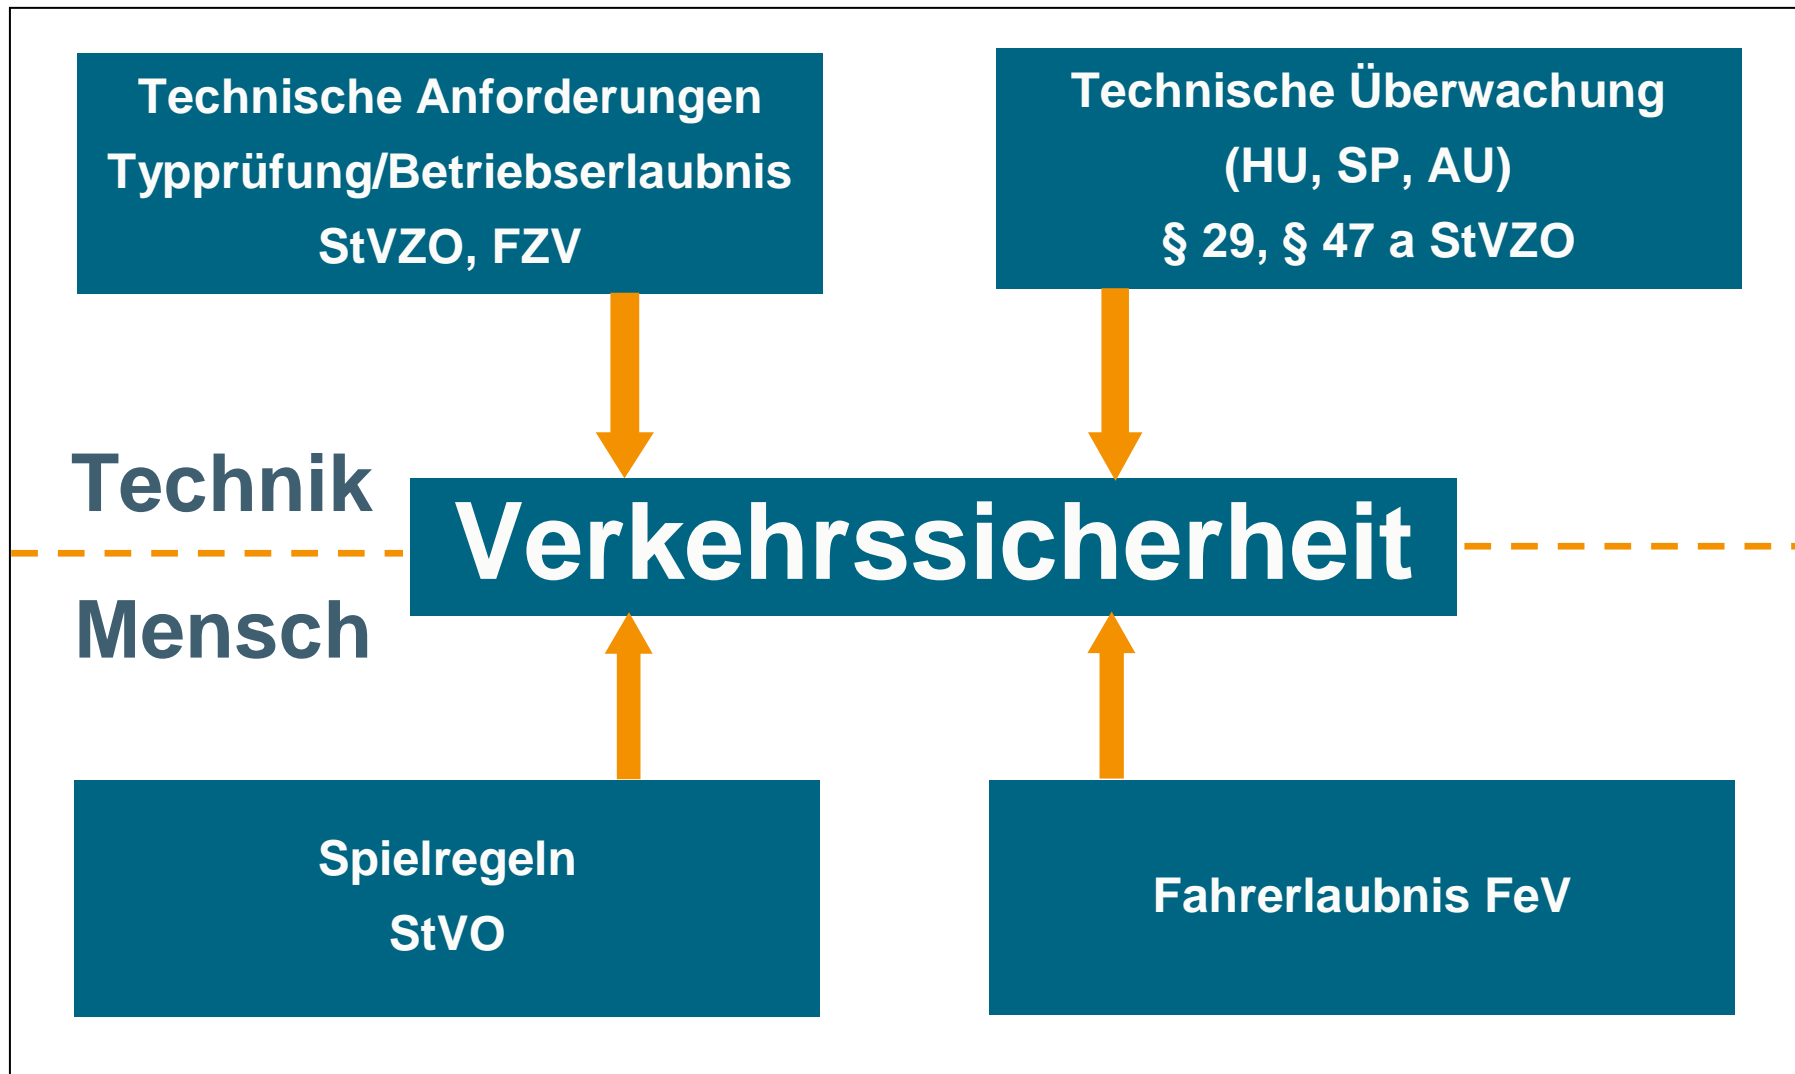 Technische Anforderungen
Typprüfung/Betriebserlaubnis
StVZO, FZV
Technische Überwachung
(HU, SP, AU)
§ 29, § 47 a StVZO
Technik
Verkehrssicherheit
Mensch
Spielregeln
StVO
Fahrerlaubnis FeV